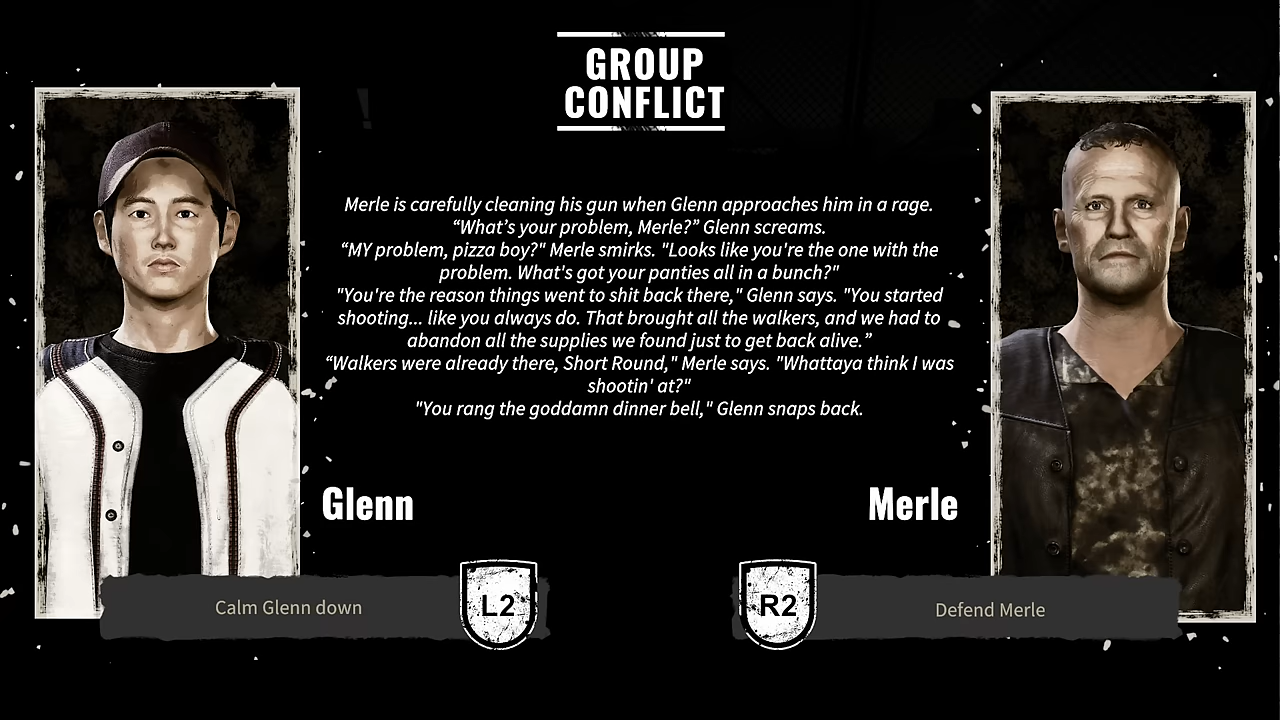 GROUP
CONFLICT
Merle is carefully cleaning his gun when Glenn approaches him in a rage.
“What’s your problem, Merle?” Glenn screams.
“MY problem, pizza boy?" Merle smirks. "Looks like you're the one with the
problem. What's got your panties all in a bunch?"
"You're the reason things went to shit back there," Glenn says. "You started
shooting... like you always do. That brought all the walkers, and we had to
abandon all the supplies we found just to get back alive.”
“Walkers were already there, Short Round," Merle says. "Whattaya think I was
shootin' at?"
"You rang the goddamn dinner bell," Glenn snaps back.
Glenn
Merle
Calm Glenn down
L2
R2
Defend Merle